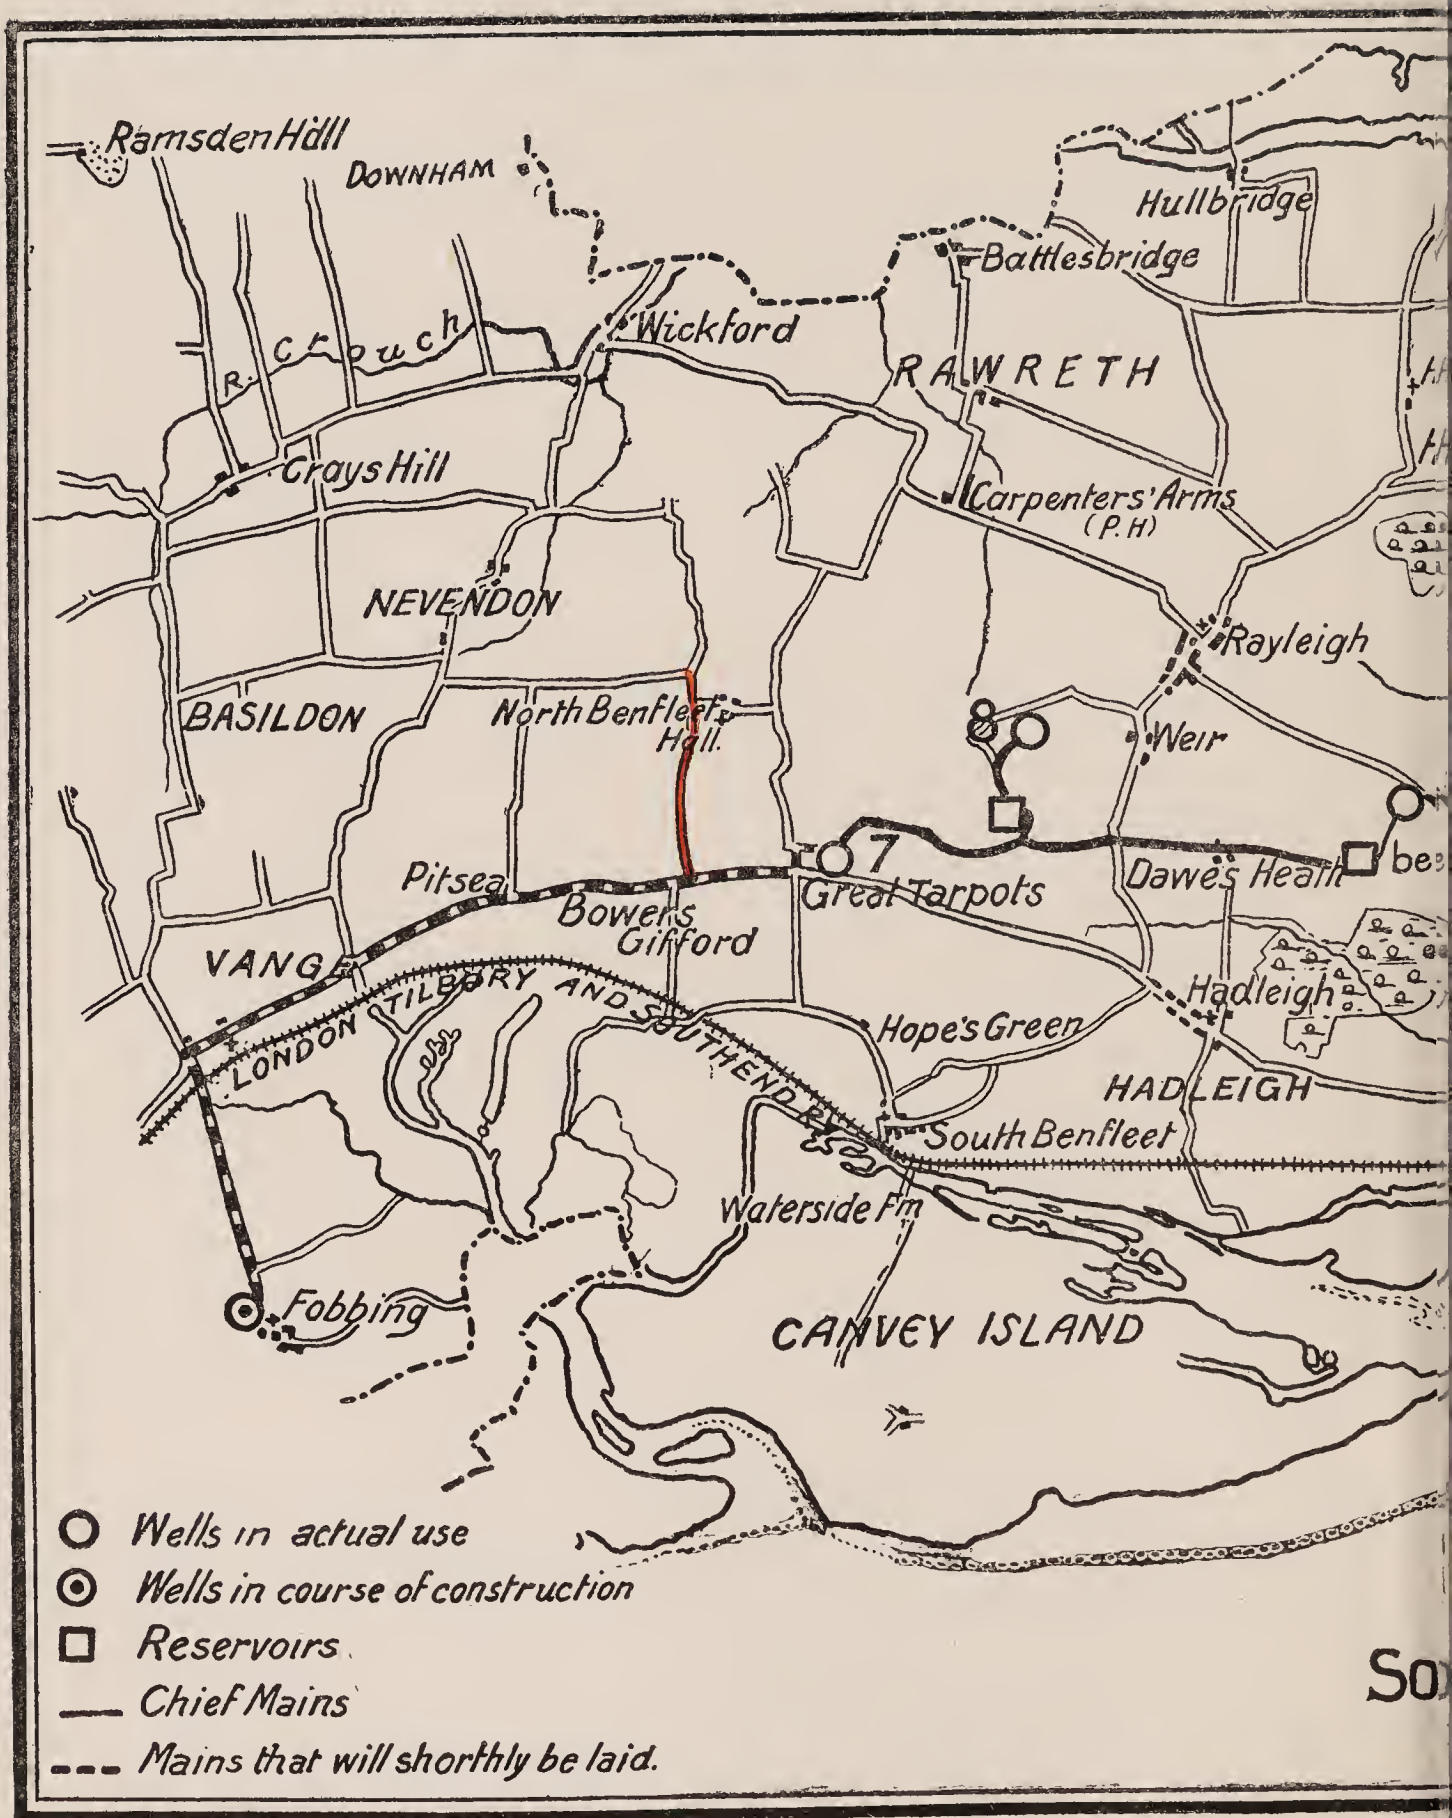 Ramsden Hall
DOWNHAM
Hullbridge
Battlesbridge
R. Crouch
Wickford
RAWRETH
Crays Hill
Carpenters' Arms
(P.H)
NEVENDON
Rayleigh
BASILDON
North Benfleet
Hall.
Weir
7
Pitsea
Great Tarpots
Dawe's Heath
Bowers
Gifford
VANGE
LONDON TILBURY AND SOUTHEND RY
Hadleigh
Hope's Green
HADLEIGH
South Benfleet
Waterside Fm
Fobbing
CANVEY ISLAND
Wells in actual use
Wells in course of construction
Reservoirs.
Chief Mains
Mains that will shorthly be laid.